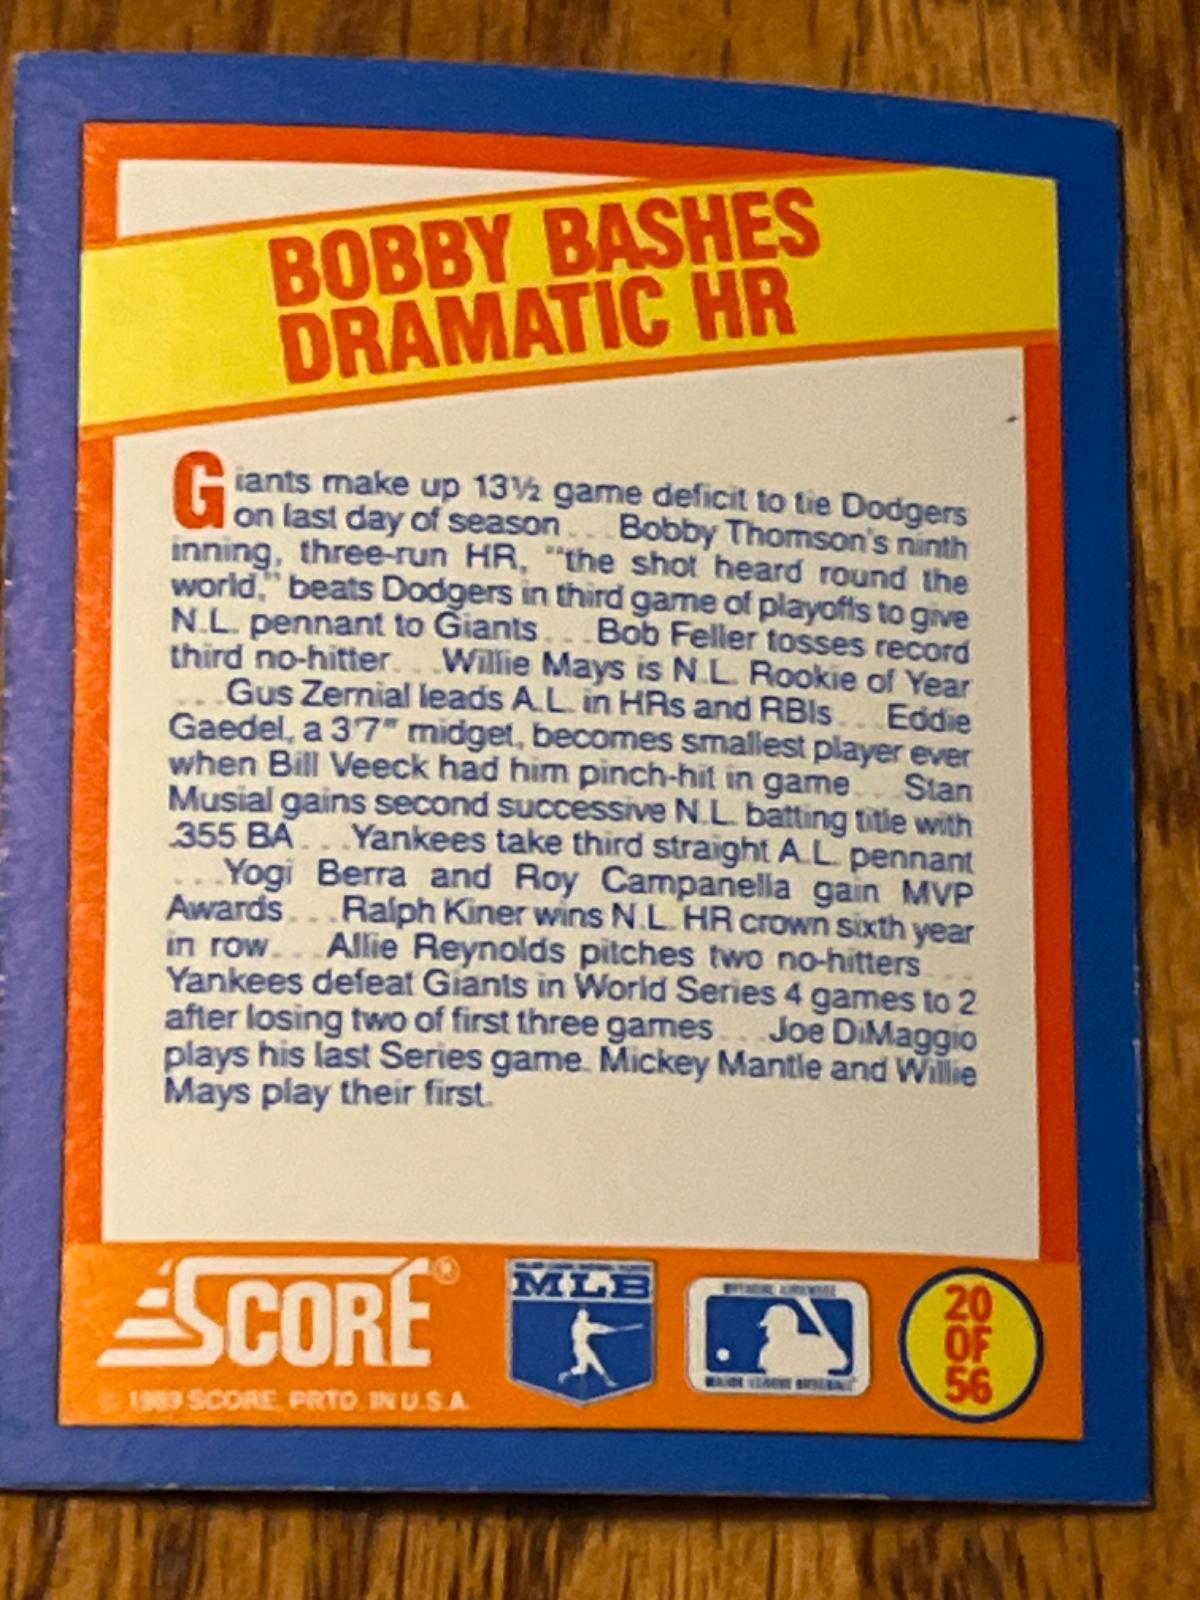 BOBBY BASHES
DRAMATIC HR
Giants make up 13½ game deficit to tie Dodgers
on last day of season . . . Bobby Thomson's ninth
inning, three-run HR, "the shot heard round the
world," beats Dodgers in third game of playoffs to give
N.L. pennant to Giants . . . Bob Feller tosses record
third no-hitter . . . Willie Mays is N.L. Rookie of Year
. . . Gus Zernial leads A.L. in HRs and RBIs . . . Eddie
Gaedel, a 3'7" midget, becomes smallest player ever
when Bill Veeck had him pinch-hit in game . . . Stan
Musial gains second successive N.L. batting title with
.355 BA . . . Yankees take third straight A.L. pennant
. . . Yogi Berra and Roy Campanella gain MVP
Awards . . . Ralph Kiner wins N.L. HR crown sixth year
in row . . . Allie Reynolds pitches two no-hitters . . .
Yankees defeat Giants in World Series 4 games to 2
after losing two of first three games . . . Joe DiMaggio
plays his last Series game. Mickey Mantle and Willie
Mays play their first.
SCORE®
© 1989 SCORE, PRTD. IN U.S.A.
MLB
MAJOR LEAGUE BASEBALL
20
OF
56